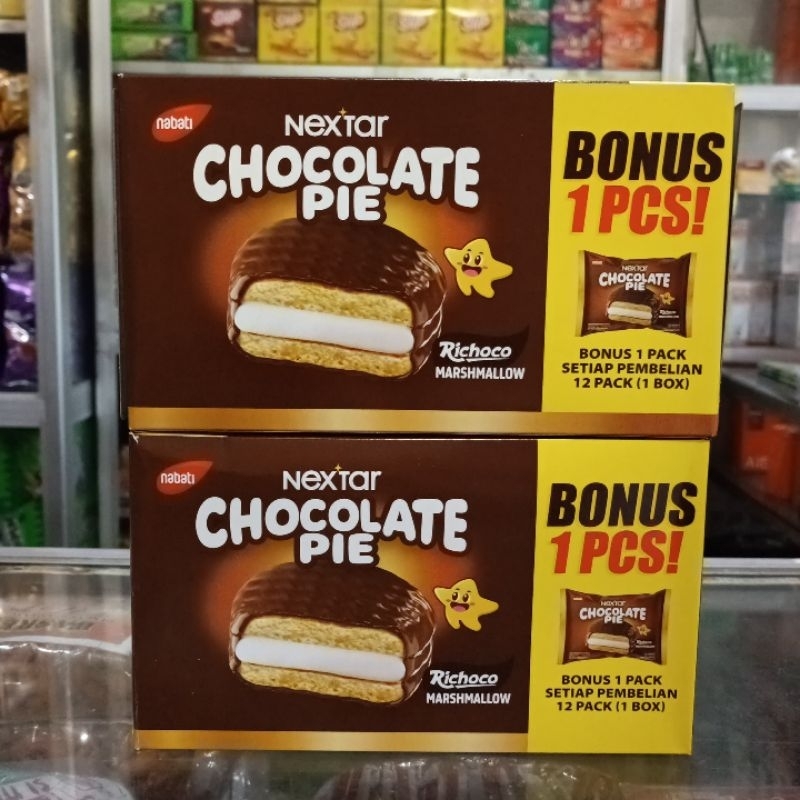 nabati
NEXTAR
CHOCOLATE
PIE
Richoco
MARSHMALLOW
BONUS
1 PCS!
NEXTAR
CHOCOLATE
PIE
BONUS 1 PACK
SETIAP PEMBELIAN
12 PACK (1 BOX)
nabati
NEXTAR
CHOCOLATE
PIE
Richoco
MARSHMALLOW
BONUS
1 PCS!
NEXTAR
CHOCOLATE
PIE
BONUS 1 PACK
SETIAP PEMBELIAN
12 PACK (1 BOX)